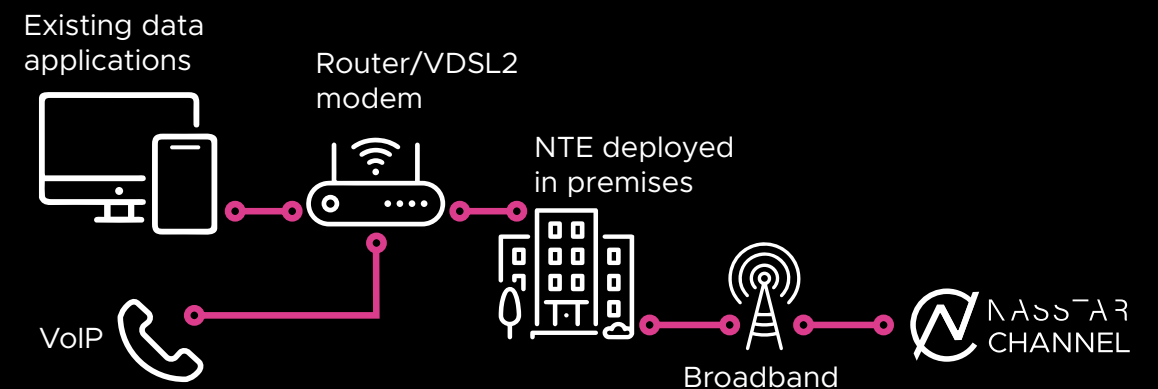 Existing data
applications
Router/VDSL2
modem
NTE deployed
in premises
VoIP
NASSTAR
CHANNEL
Broadband